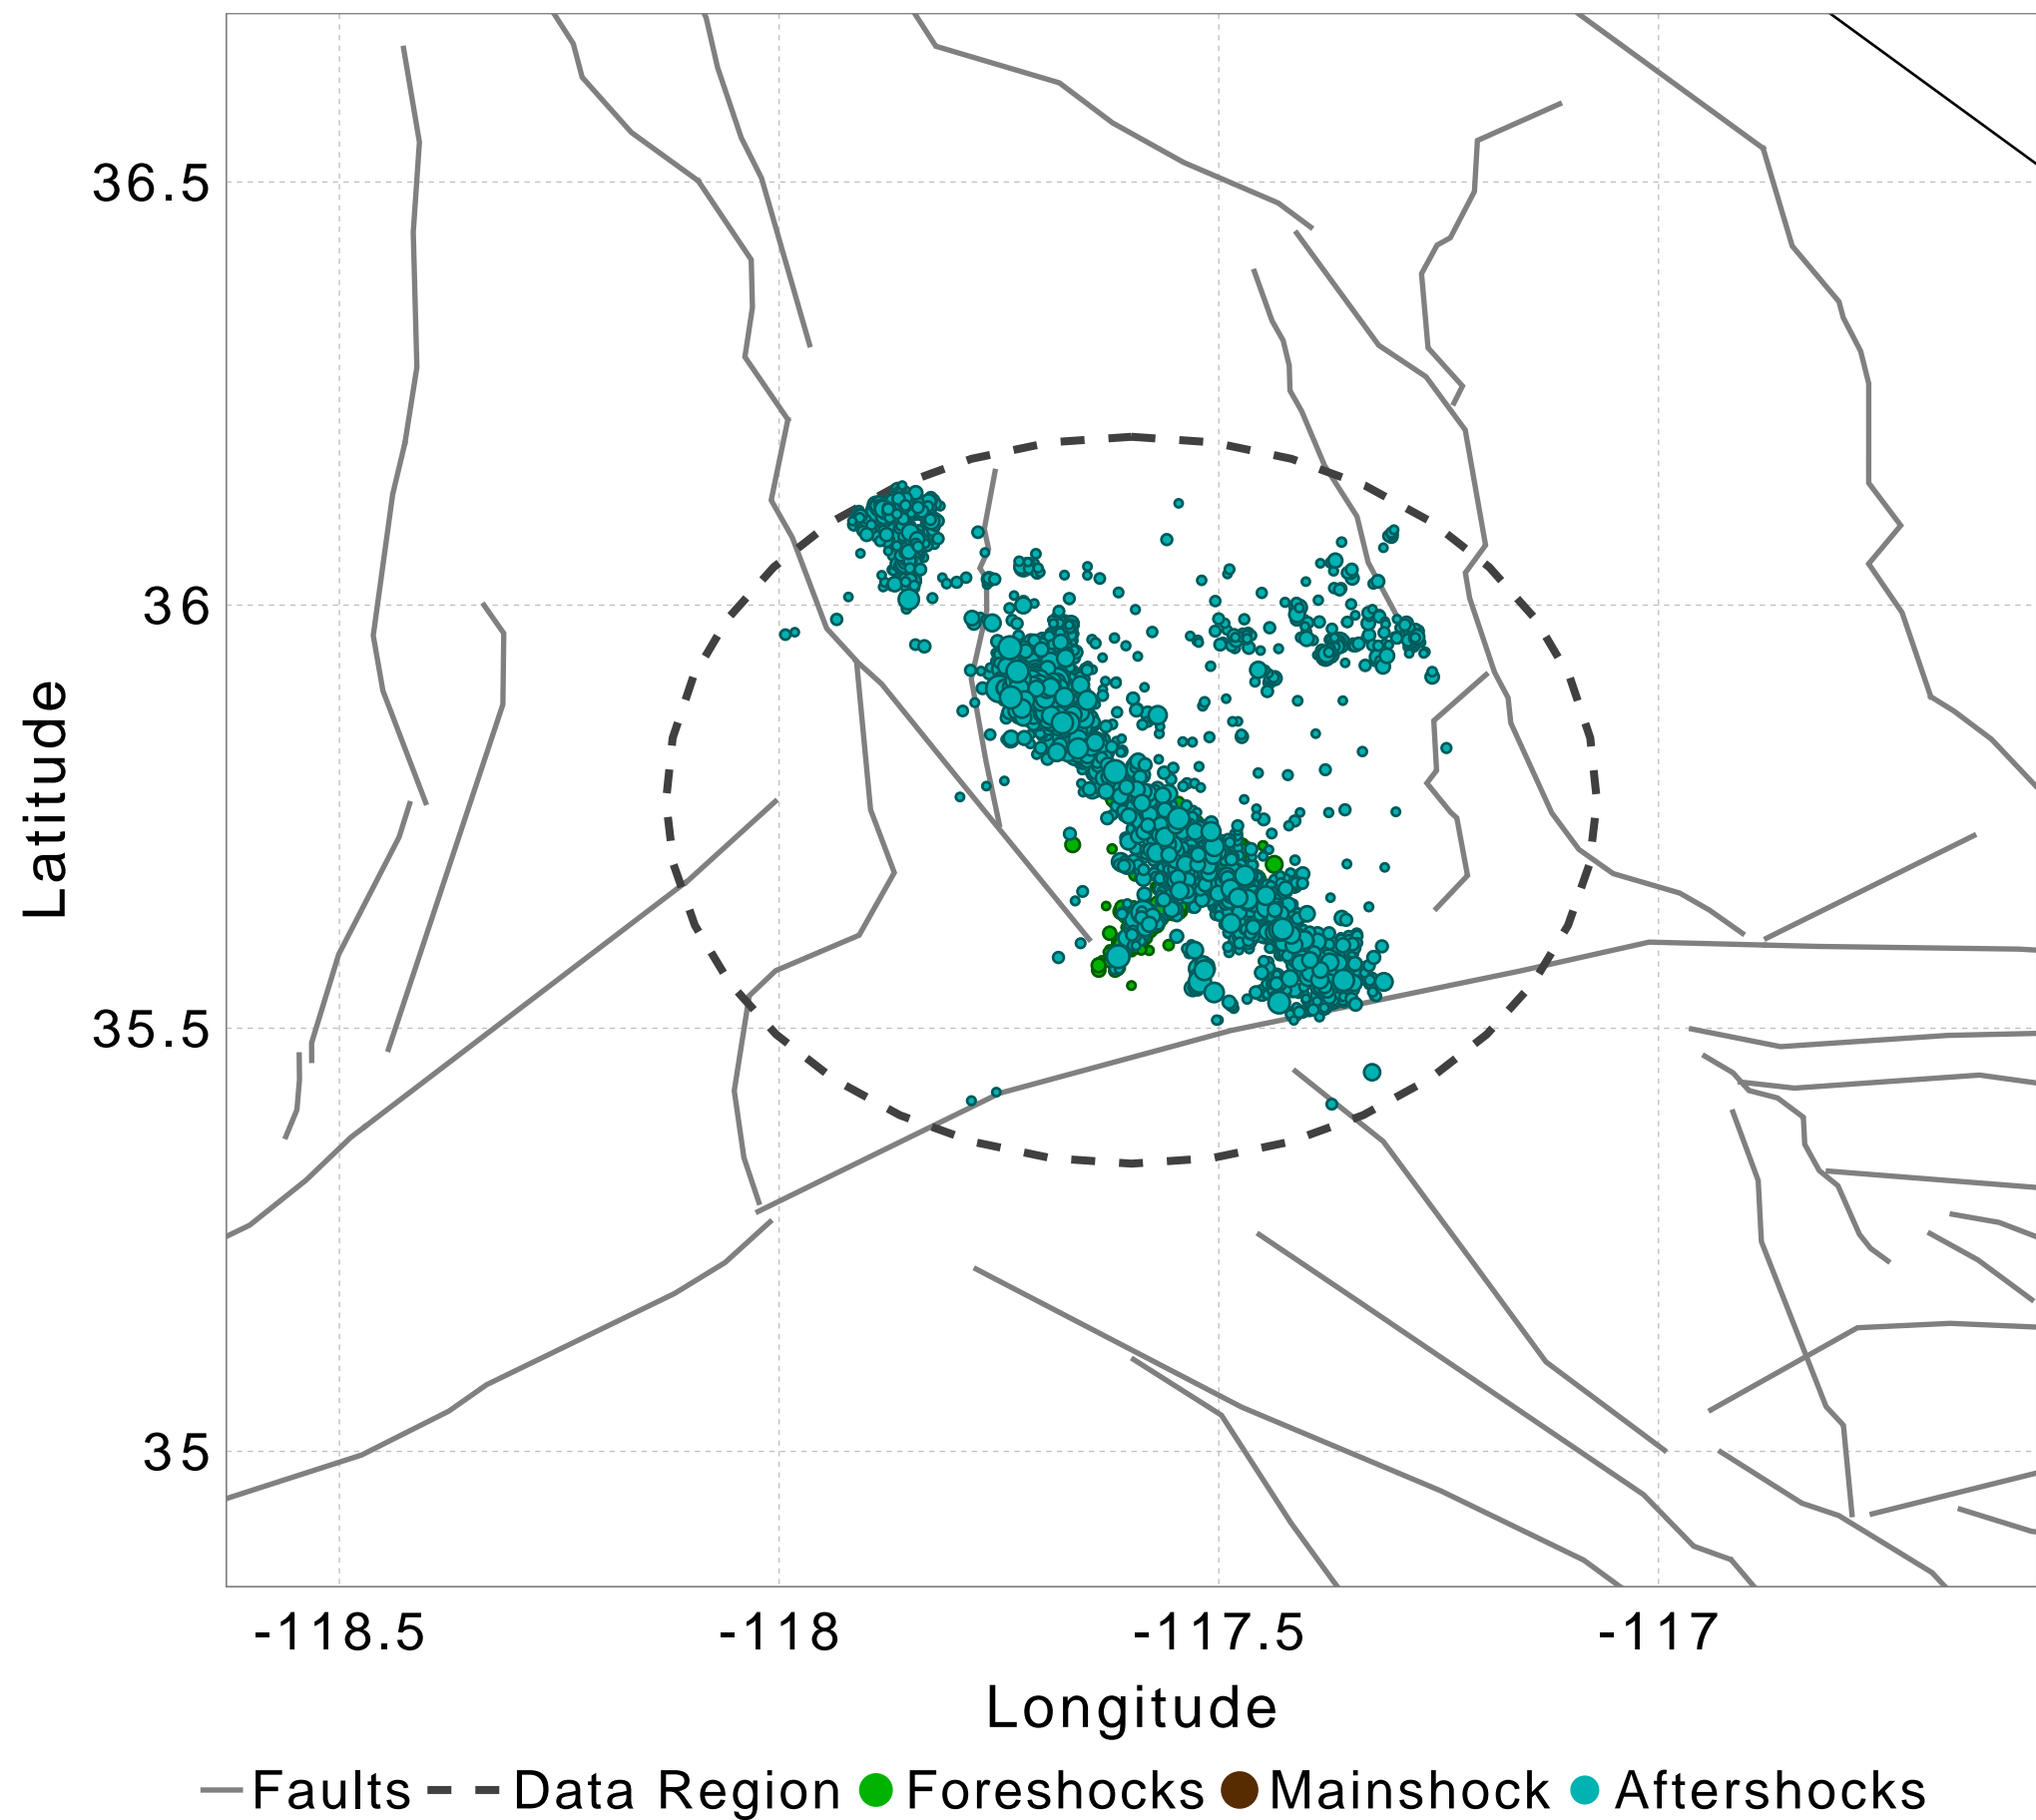 36.5
36
35.5
35
Latitude
-118.5 -118 -117.5 -117
Longitude
Faults Data Region Foreshocks Mainshock Aftershocks